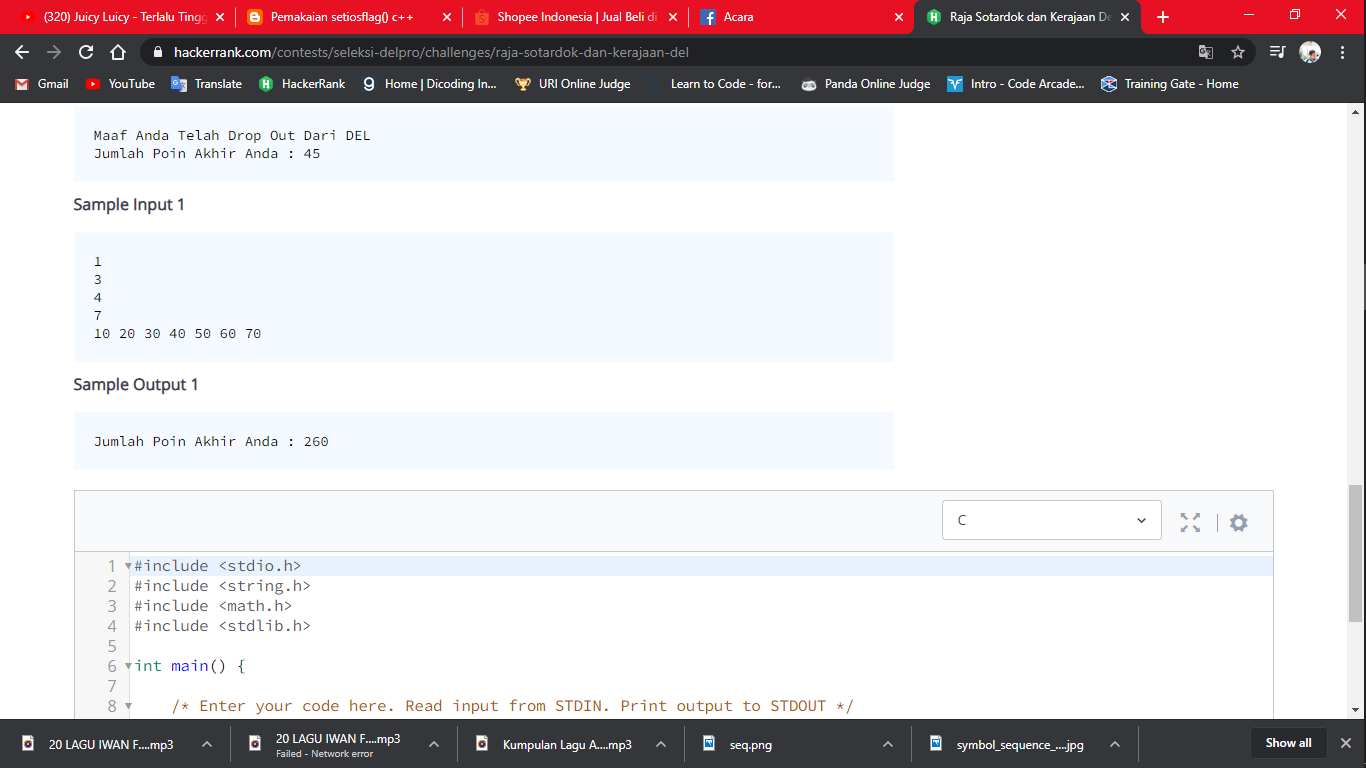 (320) Juicy Luicy - Terlalu Tingg
Pemakaian setiosflag() c++
Shopee Indonesia | Jual Beli di
Acara
Raja Sotardok dan Kerajaan De
hackerrank.com/contests/seleksi-delpro/challenges/raja-sotardok-dan-kerajaan-del
Gmail
YouTube
Translate
HackerRank
Home | Dicoding In...
URI Online Judge
Learn to Code - for...
Panda Online Judge
Intro - Code Arcade...
Training Gate - Home
Maaf Anda Telah Drop Out Dari DEL
Jumlah Poin Akhir Anda : 45
Sample Input 1
1
3
4
7
10 20 30 40 50 60 70
Sample Output 1
Jumlah Poin Akhir Anda : 260
C
1 #include <stdio.h>
2 #include <string.h>
3 #include <math.h>
4 #include <stdlib.h>
5
6 int main() {
7
8 /* Enter your code here. Read input from STDIN. Print output to STDOUT */
20 LAGU IWAN F....mp3
20 LAGU IWAN F....mp3
Failed - Network error
Kumpulan Lagu A....mp3
seq.png
symbol_sequence_....jpg
Show all